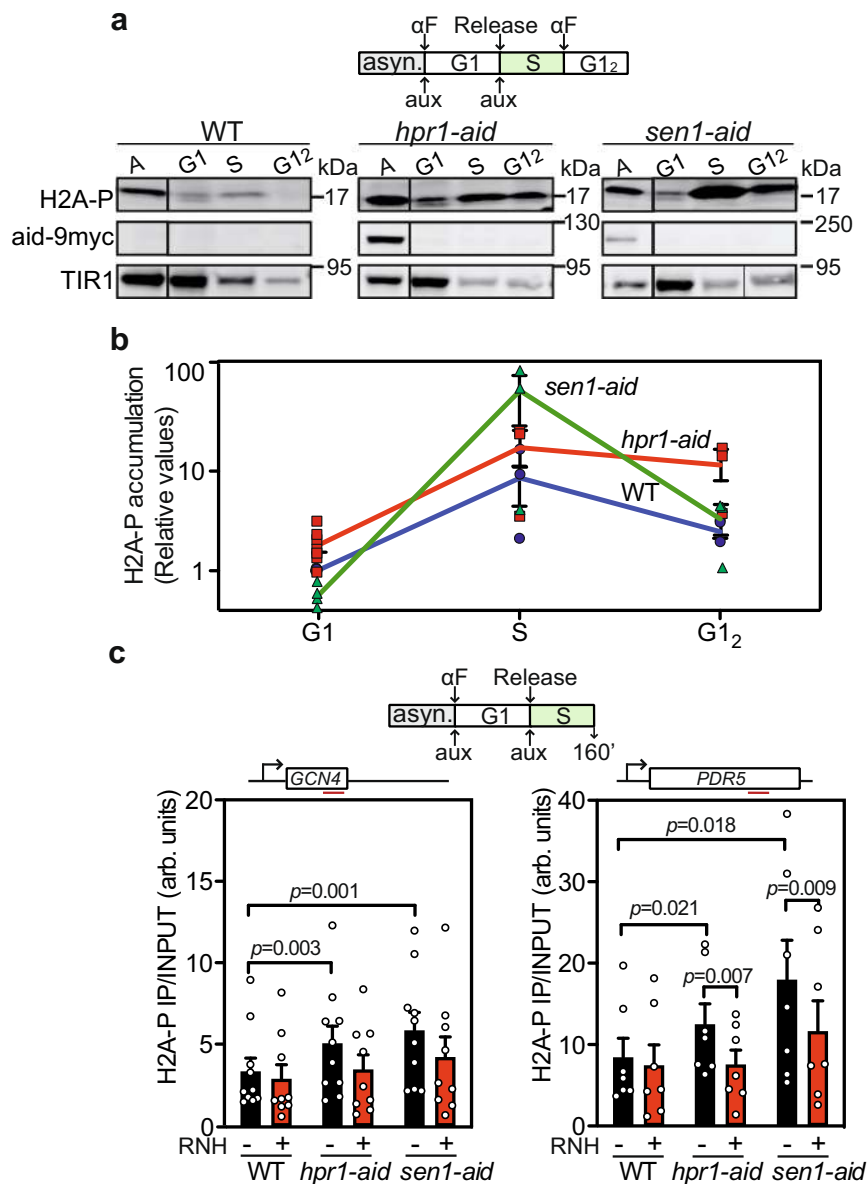 a
αF Release αF
asyn. G1 S G1₂
aux aux
WT hpr1-aid sen1-aid
A G1 S G1² kDa A G1 S G1² kDa A G1 S G1² kDa
H2A-P 17 17 17
130 250
aid-9myc
95 95 95
TIR1
b
H2A-P accumulation
(Relative values)
100
10
1
sen1-aid
hpr1-aid
WT
G1 S G1₂
c
αF Release
asyn. G1 S
aux aux 160'
GCN4
H2A-P IP/INPUT (arb. units)
20
15
10
5
0
p=0.001
p=0.003
RNH - + - + - +
WT hpr1-aid sen1-aid
PDR5
H2A-P IP/INPUT (arb. units)
40
30
20
10
0
p=0.018
p=0.009
p=0.021
p=0.007
RNH - + - + - +
WT hpr1-aid sen1-aid